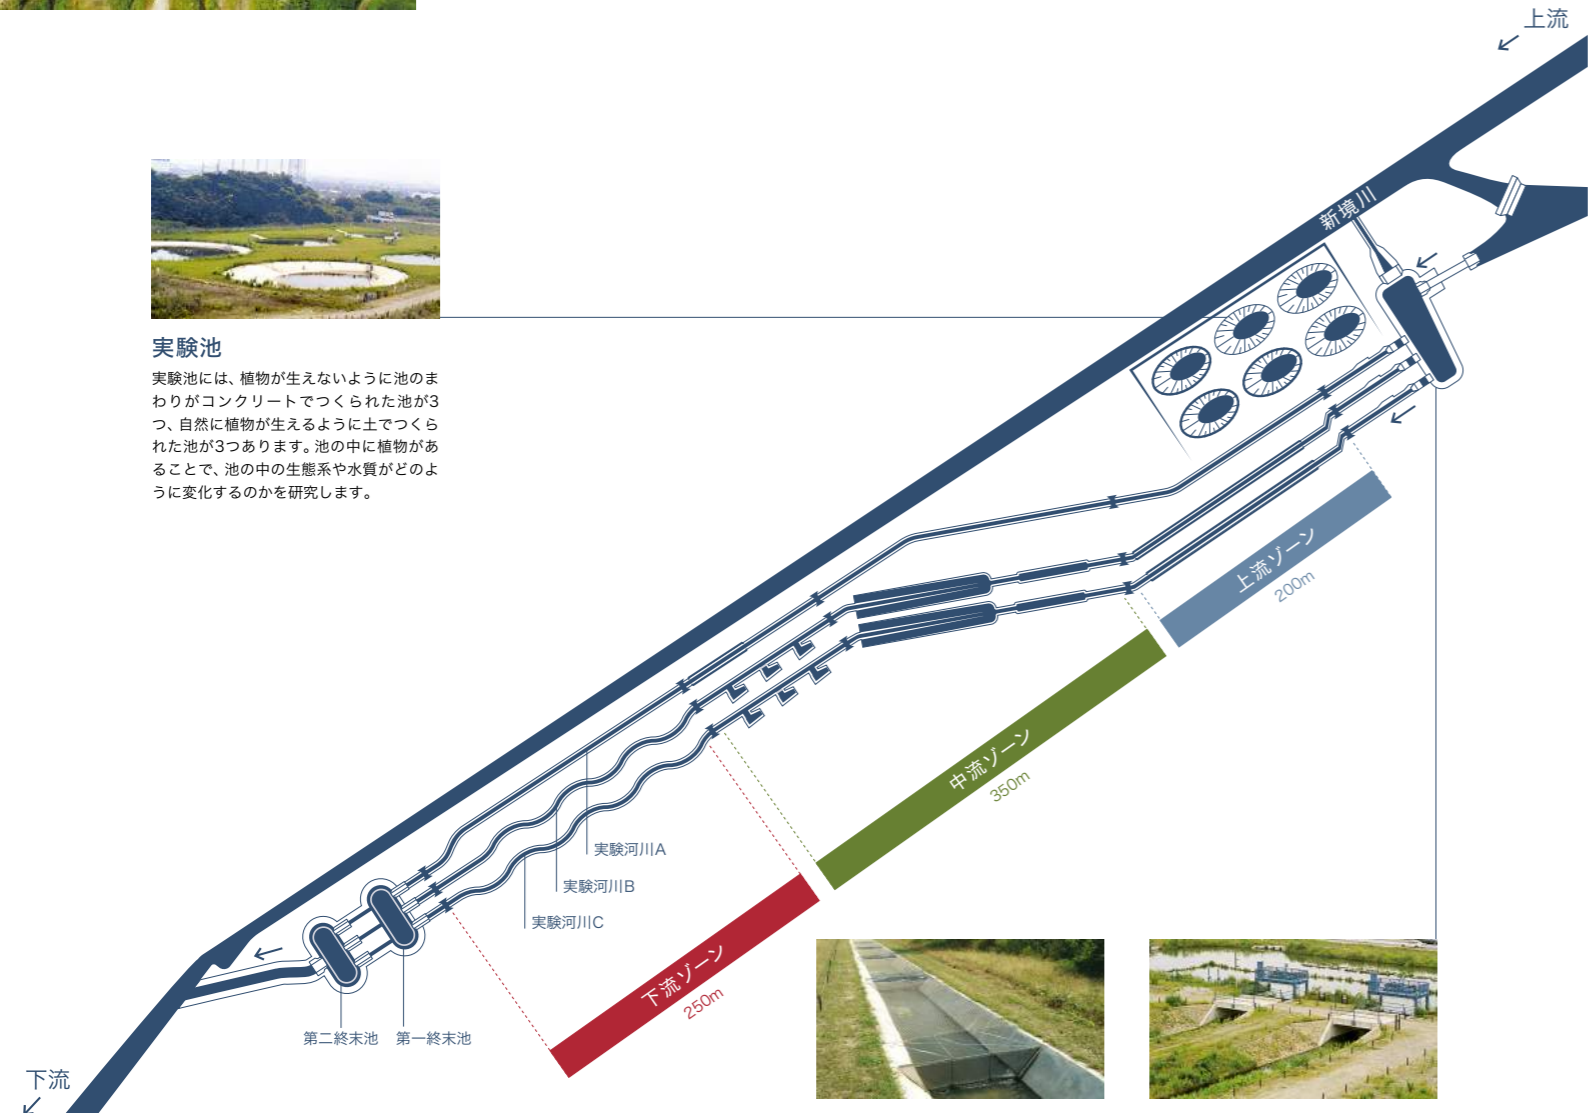 上流
新境川
実験池
実験池には、植物が生えないように池のま
わりがコンクリートでつくられた池が3
つ、自然に植物が生えるように土でつくら
れた池が3つあります。池の中に植物があ
ることで、池の中の生態系や水質がどのよ
うに変化するのかを研究します。
上流ゾーン
200m
中流ゾーン
350m
実験河川A
実験河川B
実験河川C
下流ゾーン
250m
第二終末池
第一終末池
下流